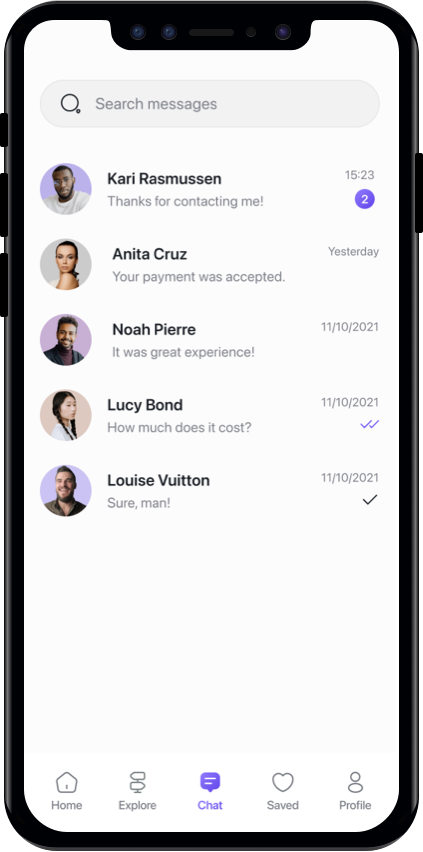 Search messages
Kari Rasmussen
15:23
Thanks for contacting me!
2
Anita Cruz
Yesterday
Your payment was accepted.
Noah Pierre
11/10/2021
It was great experience!
Lucy Bond
11/10/2021
How much does it cost?
Louise Vuitton
11/10/2021
Sure, man!
Home
Explore
Chat
Saved
Profile